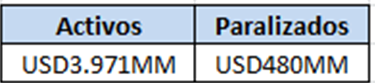 Activos Paralizados
USD3.971MM USD480MM